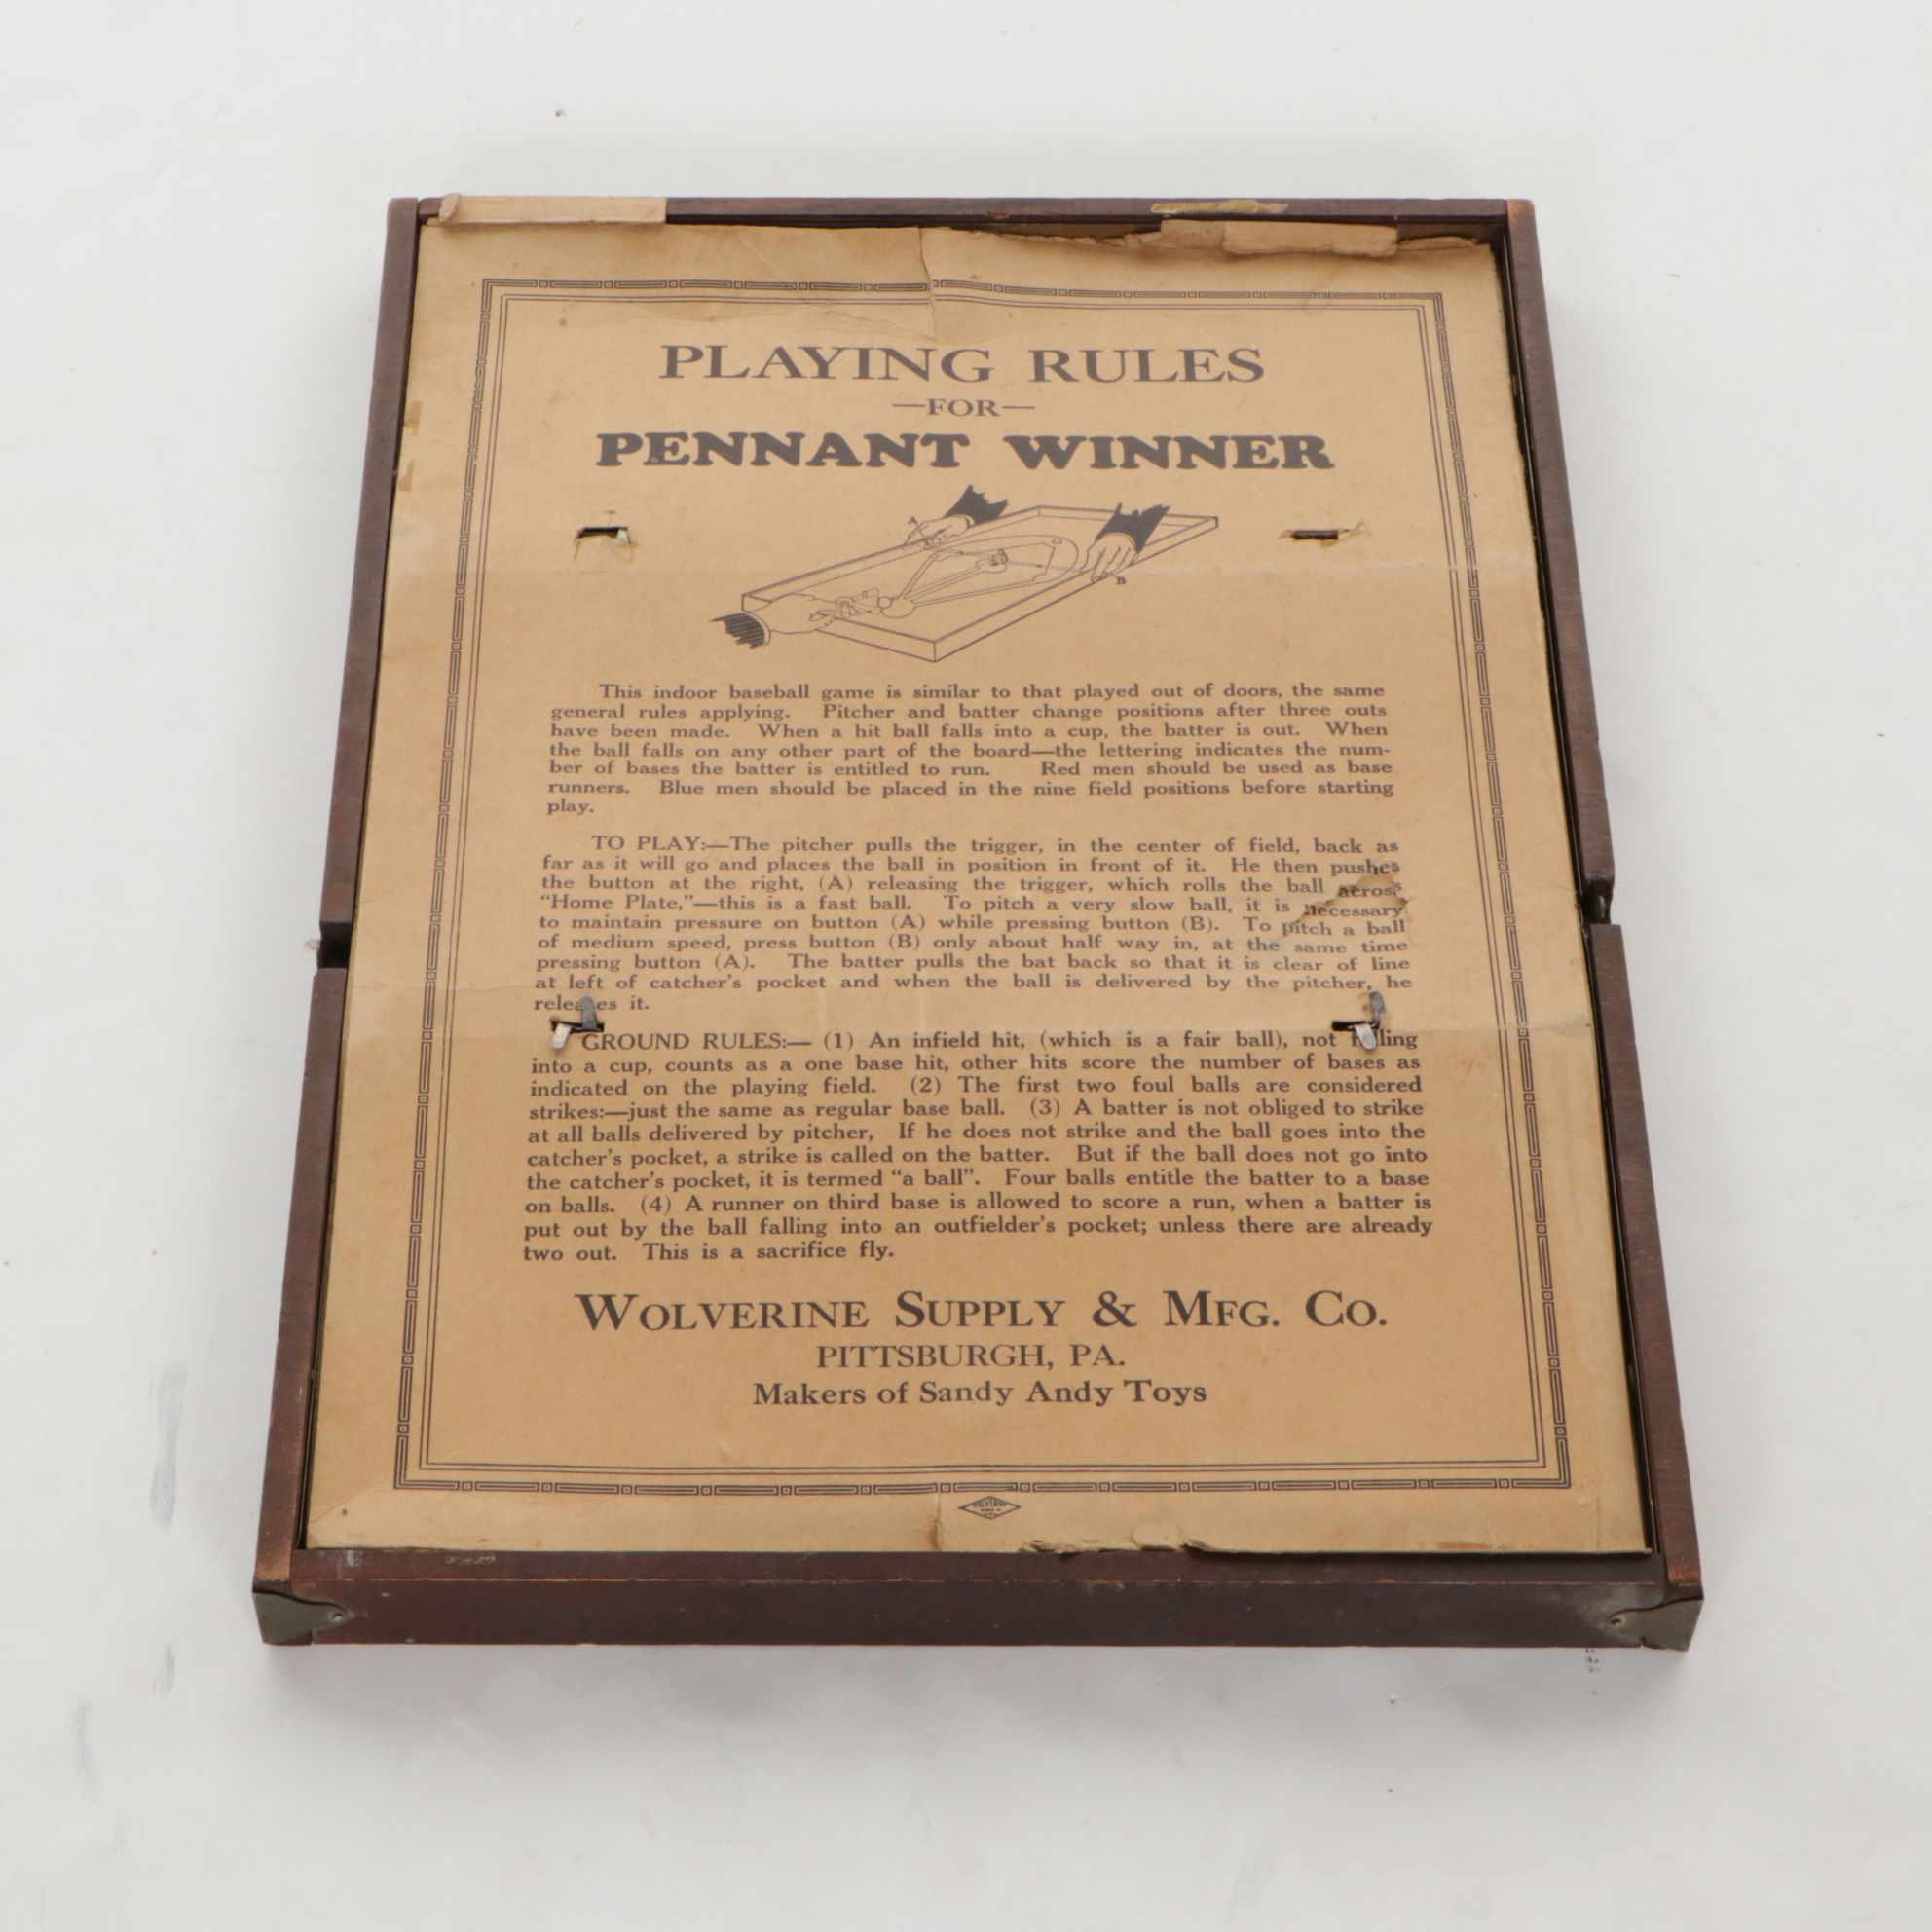 PLAYING RULES
—FOR—
PENNANT WINNER
A
B
This indoor baseball game is similar to that played out of doors, the same
general rules applying. Pitcher and batter change positions after three outs
have been made. When a hit ball falls into a cup, the batter is out. When
the ball falls on any other part of the board—the lettering indicates the num-
ber of bases the batter is entitled to run. Red men should be used as base
runners. Blue men should be placed in the nine field positions before starting
play.
TO PLAY:—The pitcher pulls the trigger, in the center of field, back as
far as it will go and places the ball in position in front of it. He then pushes
the button at the right, (A) releasing the trigger, which rolls the ball across
“Home Plate,”—this is a fast ball. To pitch a very slow ball, it is necessary
to maintain pressure on button (A) while pressing button (B). To pitch a ball
of medium speed, press button (B) only about half way in, at the same time
pressing button (A). The batter pulls the bat back so that it is clear of line
at left of catcher's pocket and when the ball is delivered by the pitcher, he
releases it.
GROUND RULES:— (1) An infield hit, (which is a fair ball), not falling
into a cup, counts as a one base hit, other hits score the number of bases as
indicated on the playing field. (2) The first two foul balls are considered
strikes:—just the same as regular base ball. (3) A batter is not obliged to strike
at all balls delivered by pitcher, If he does not strike and the ball goes into the
catcher's pocket, a strike is called on the batter. But if the ball does not go into
the catcher's pocket, it is termed “a ball”. Four balls entitle the batter to a base
on balls. (4) A runner on third base is allowed to score a run, when a batter is
put out by the ball falling into an outfielder's pocket; unless there are already
two out. This is a sacrifice fly.
WOLVERINE SUPPLY & MFG. CO.
PITTSBURGH, PA.
Makers of Sandy Andy Toys
WOLVERINE